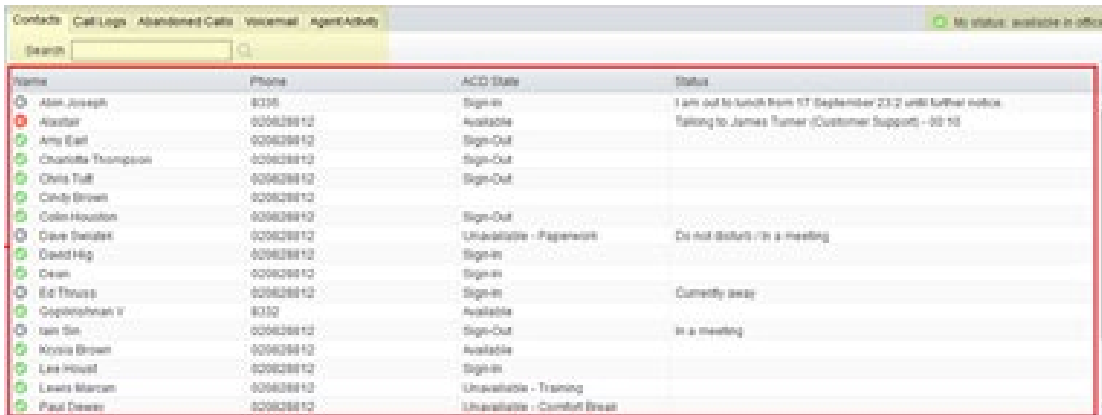 Contacts Call Logs Abandoned Calls Voicemail Agent Activity My status: available in office
Search
Name Phone ACD State Status
Joseph Sign-In I am out to lunch from 17 September 23:2 until further notice.
Alastair 020828812 Available Talking to James Turner (Customer Support) - 00:10
Amy Earl 020828812 Sign-Out
Charlotte Thompson 020828812 Sign-Out
Chris Tuff 020828812 Sign-Out
Cindy Brown 020828812
Colin Houston 020828812 Sign-Out
Dave 020828812 Unavailable - Paperwork Do not disturb / In a meeting
David Hig 020828812 Sign-In
Dean 020828812 Sign-In
Ed Thruss 020828812 Sign-In Currently away
Gopikrishnan V 8332 Available
Iain Sin 020828812 Sign-Out In a meeting
Krysia Brown 020828812 Available
Lee Houst 020828812 Sign-In
Lewis Marcan 020828812 Unavailable - Training
Paul Dewey 020828812 Unavailable - Comfort Break